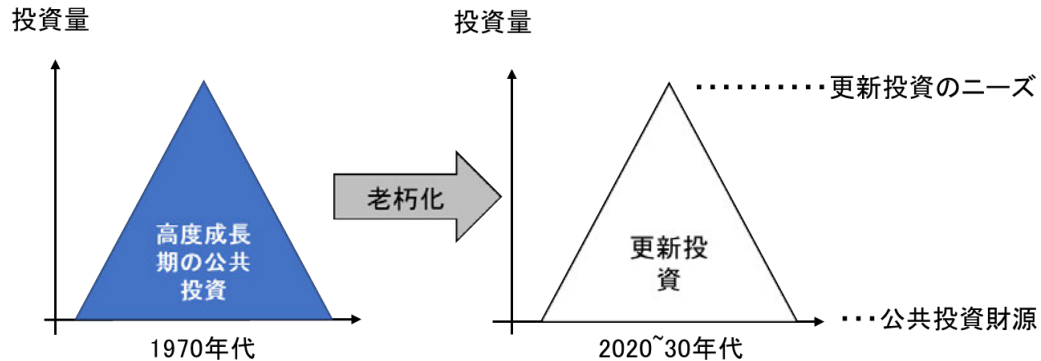 投資量
投資量
‥‥‥‥‥更新投資のニーズ
老朽化
高度成長
期の公共
投資
更新投
資
…公共投資財源
1970年代
2020~30年代